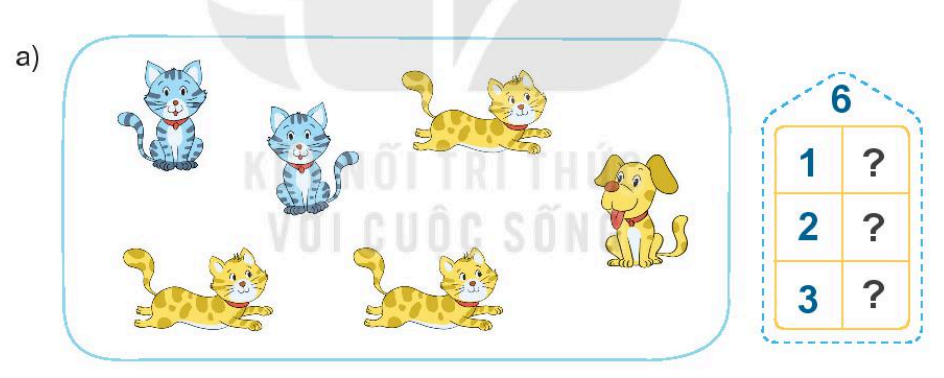 a)
6
1 ?
2 ?
3 ?
KẾT NỐI TRI THỨC
VỚI CUỘC SỐNG